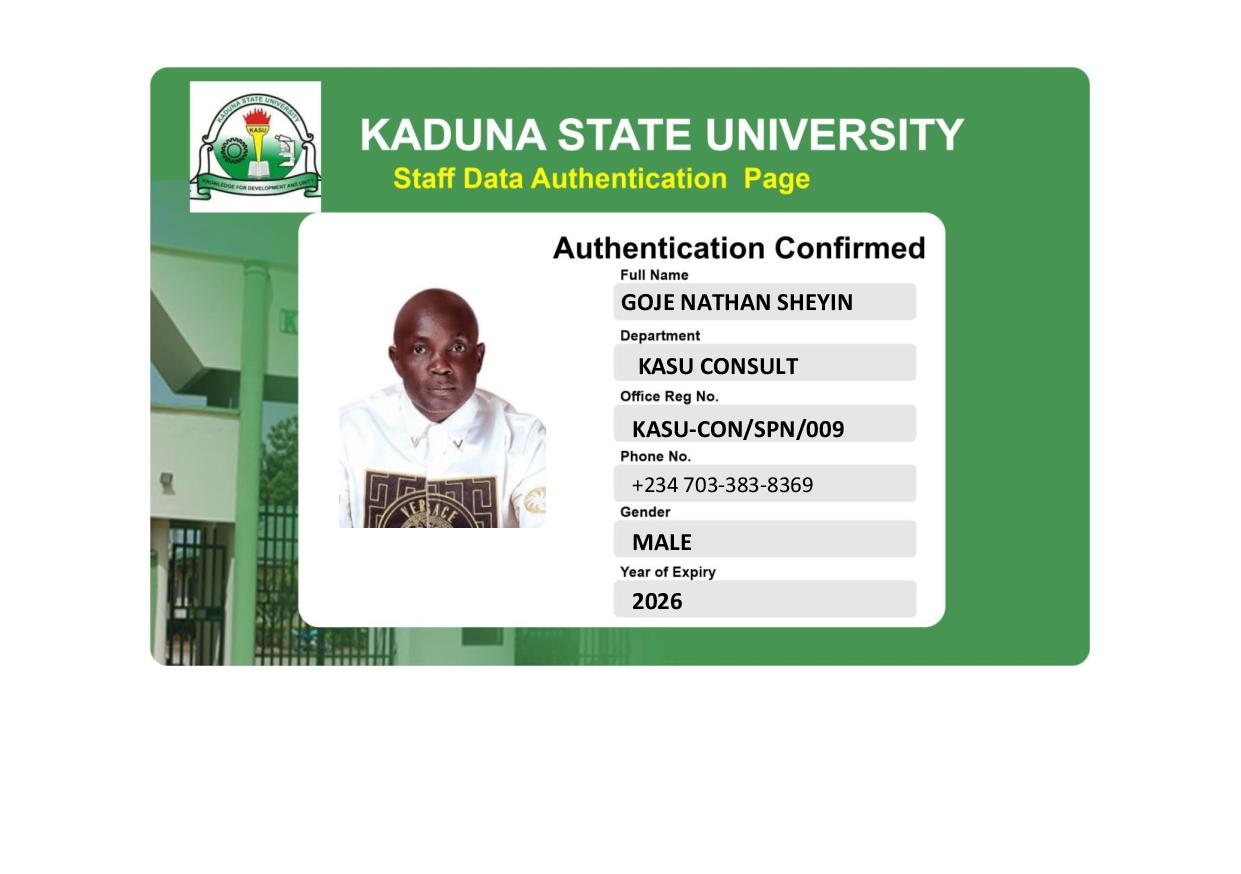 KADUNA STATE UNIVERSITY
KASU
KNOWLEDGE FOR DEVELOPMENT AND UNITY
KADUNA STATE UNIVERSITY
Staff Data Authentication Page
Authentication Confirmed
Full Name
GOJE NATHAN SHEYIN
Department
KASU CONSULT
Office Reg No.
KASU-CON/SPN/009
Phone No.
+234 703-383-8369
Gender
MALE
Year of Expiry
2026
VERSACE
K